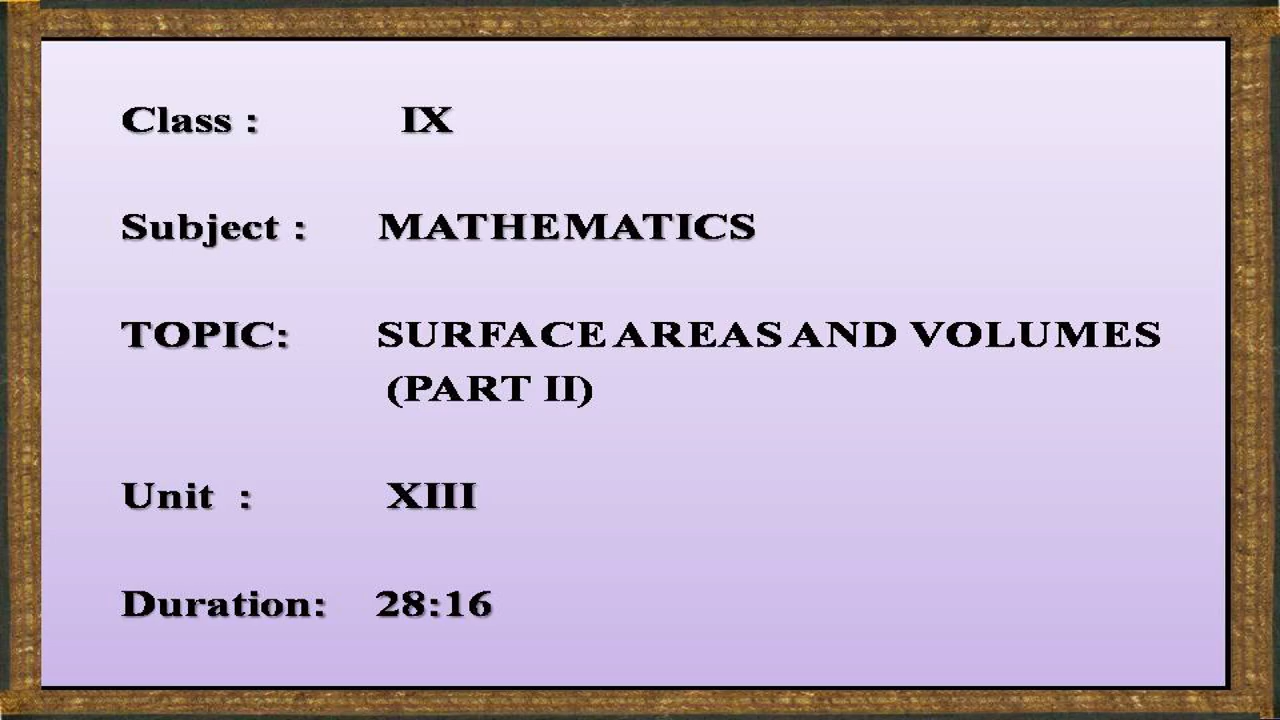 Class : IX
Subject : MATHEMATICS
TOPIC: SURFACE AREAS AND VOLUMES
(PART II)
Unit : XIII
Duration: 28:16